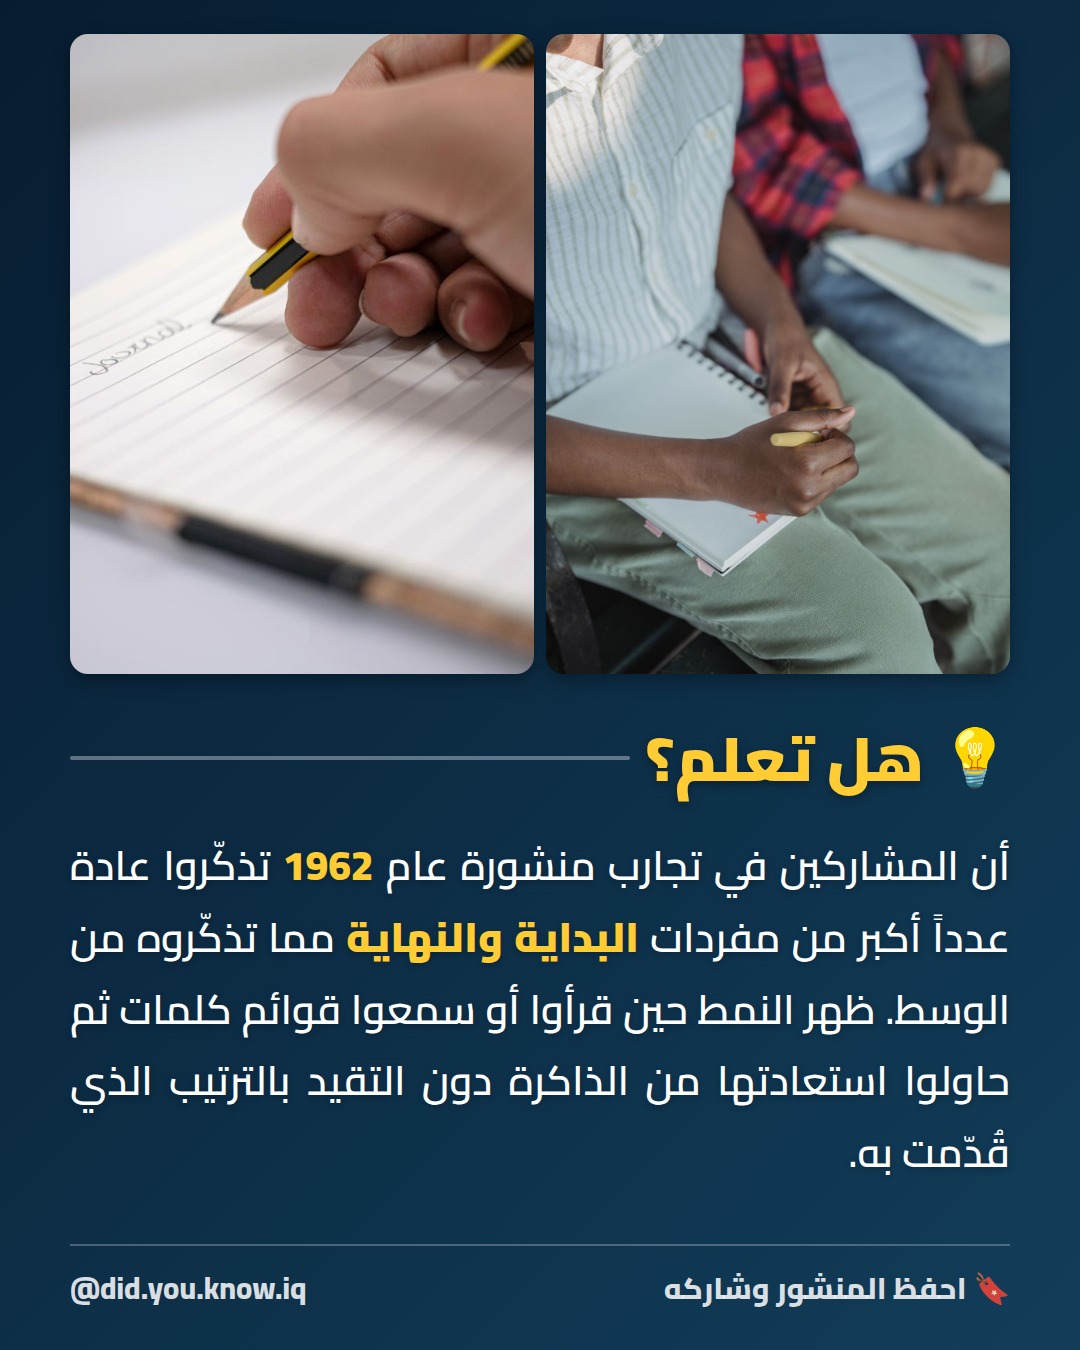 Journal
هل تعلم؟
أن المشاركين في تجارب منشورة عام 1962 تذكّروا عادة
عدداً أكبر من مفردات البداية والنهاية مما تذكّروه من
الوسط. ظهر النمط حين قرأوا أو سمعوا قوائم كلمات ثم
حاولوا استعادتها من الذاكرة دون التقيد بالترتيب الذي
قُدّمت به.
احفظ المنشور وشاركه
@did.you.know.iq